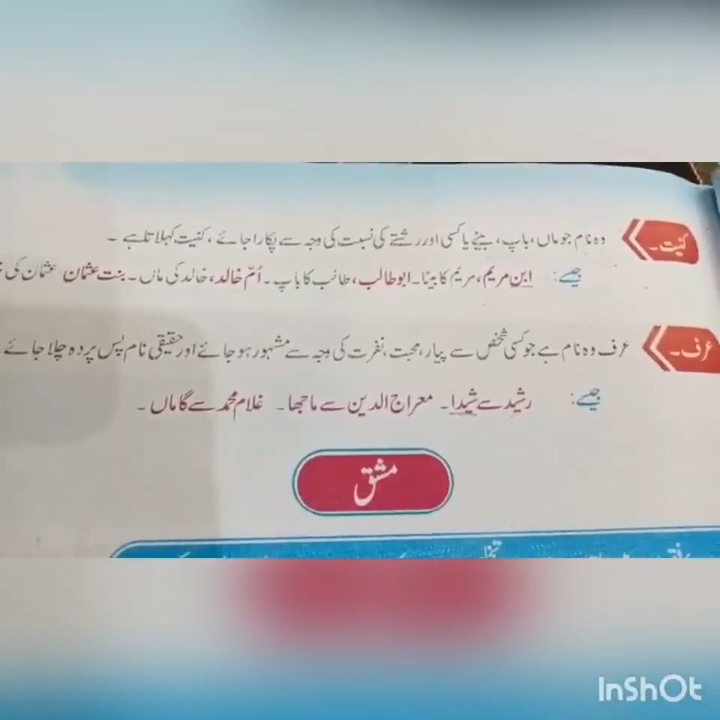 کنیت۔ وہ نام جو ماں، باپ، بیٹے یا کسی اور رشتے کی نسبت کی وجہ سے پکارا جائے، کنیت کہلاتا ہے ۔
جیسے: ابن مریم، مریم کا بیٹا۔ ابو طالب، طالب کا باپ ۔ اُمّ خالد، خالد کی ماں۔ بنت عثمان عثمان کی
عرف۔ عرف وہ نام ہے جو کسی شخص سے پیار، محبت، نفرت کی وجہ سے مشہور ہو جائے اور حقیقی نام پس پردہ چلا جائے
جیسے: رشید سے شیدا۔ معراج الدین سے ماجھا۔ غلام محمد سے گاماں ۔
مشق
InShOt